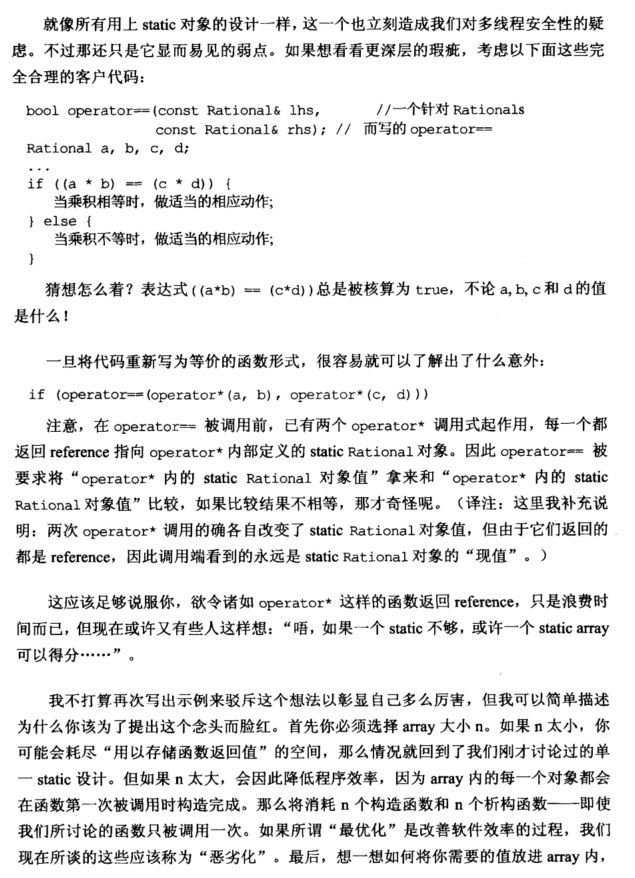 就像所有用上 static 对象的设计一样，这一个也立刻造成我们对多线程安全性的疑
虑。不过那还只是它显而易见的弱点。如果想看看更深层的瑕疵，考虑以下面这些完
全合理的客户代码：
bool operator==(const Rational& lhs, //一个针对 Rationals
const Rational& rhs); // 而写的 operator==
Rational a, b, c, d;
...
if ((a * b) == (c * d)) {
当乘积相等时，做适当的相应动作;
} else {
当乘积不等时，做适当的相应动作;
}
猜想怎么着？表达式((a*b) == (c*d))总是被核算为 true，不论 a, b, c 和 d 的值
是什么！
一旦将代码重新写为等价的函数形式，很容易就可以了解出了什么意外：
if (operator==(operator*(a, b), operator*(c, d)))
注意，在 operator== 被调用前，已有两个 operator* 调用式起作用，每一个都
返回 reference 指向 operator* 内部定义的 static Rational 对象。因此 operator== 被
要求将“operator* 内的 static Rational 对象值”拿来和“operator* 内的 static
Rational 对象值”比较，如果比较结果不相等，那才奇怪呢。（译注：这里我补充说
明：两次 operator* 调用的确各自改变了 static Rational 对象值，但由于它们返回的
都是 reference，因此调用端看到的永远是 static Rational 对象的“现值”。）
这应该足够说服你，欲令诸如 operator* 这样的函数返回 reference，只是浪费时
间而已，但现在或许又有些人这样想：“唔，如果一个 static 不够，或许一个 static array
可以得分……”。
我不打算再次写出示例来驳斥这个想法以彰显自己多么厉害，但我可以简单描述
为什么你该为了提出这个念头而脸红。首先你必须选择 array 大小 n。如果 n 太小，你
可能会耗尽“用以存储函数返回值”的空间，那么情况就回到了我们刚才讨论过的单
一 static 设计。但如果 n 太大，会因此降低程序效率，因为 array 内的每一个对象都会
在函数第一次被调用时构造完成。那么将消耗 n 个构造函数和 n 个析构函数——即使
我们所讨论的函数只被调用一次。如果所谓“最优化”是改善软件效率的过程，我们
现在所谈的这些应该称为“恶劣化”。最后，想一想如何将你需要的值放进 array 内，